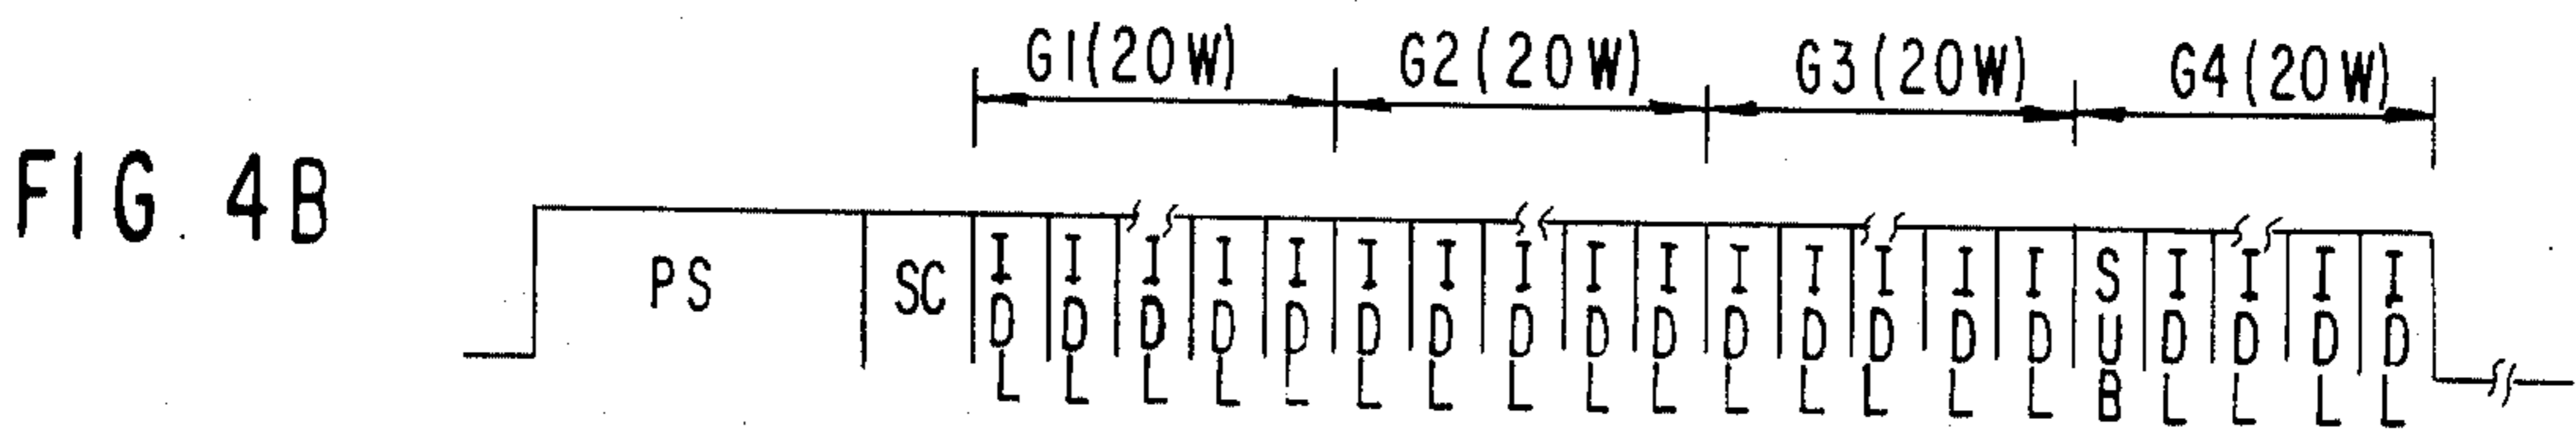 G1(20W) G2(20W) G3(20W) G4(20W)
FIG. 4B
PS SC IDL IDL IDL IDL IDL IDL IDL IDL IDL IDL IDL IDL IDL IDL IDL SUB IDL IDL IDL IDL